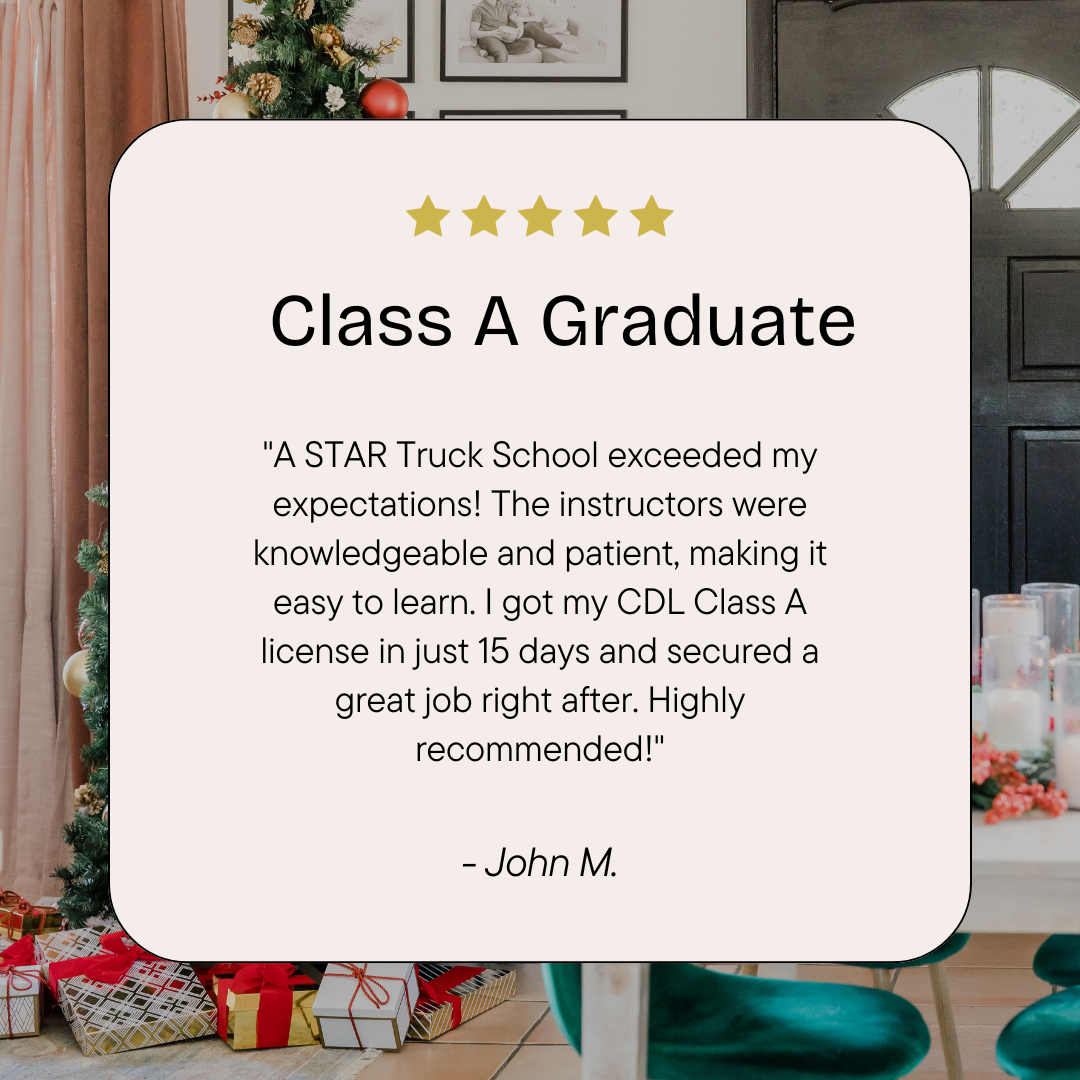 Class A Graduate
"A STAR Truck School exceeded my
expectations! The instructors were
knowledgeable and patient, making it
easy to learn. I got my CDL Class A
license in just 15 days and secured a
great job right after. Highly
recommended!"
- John M.